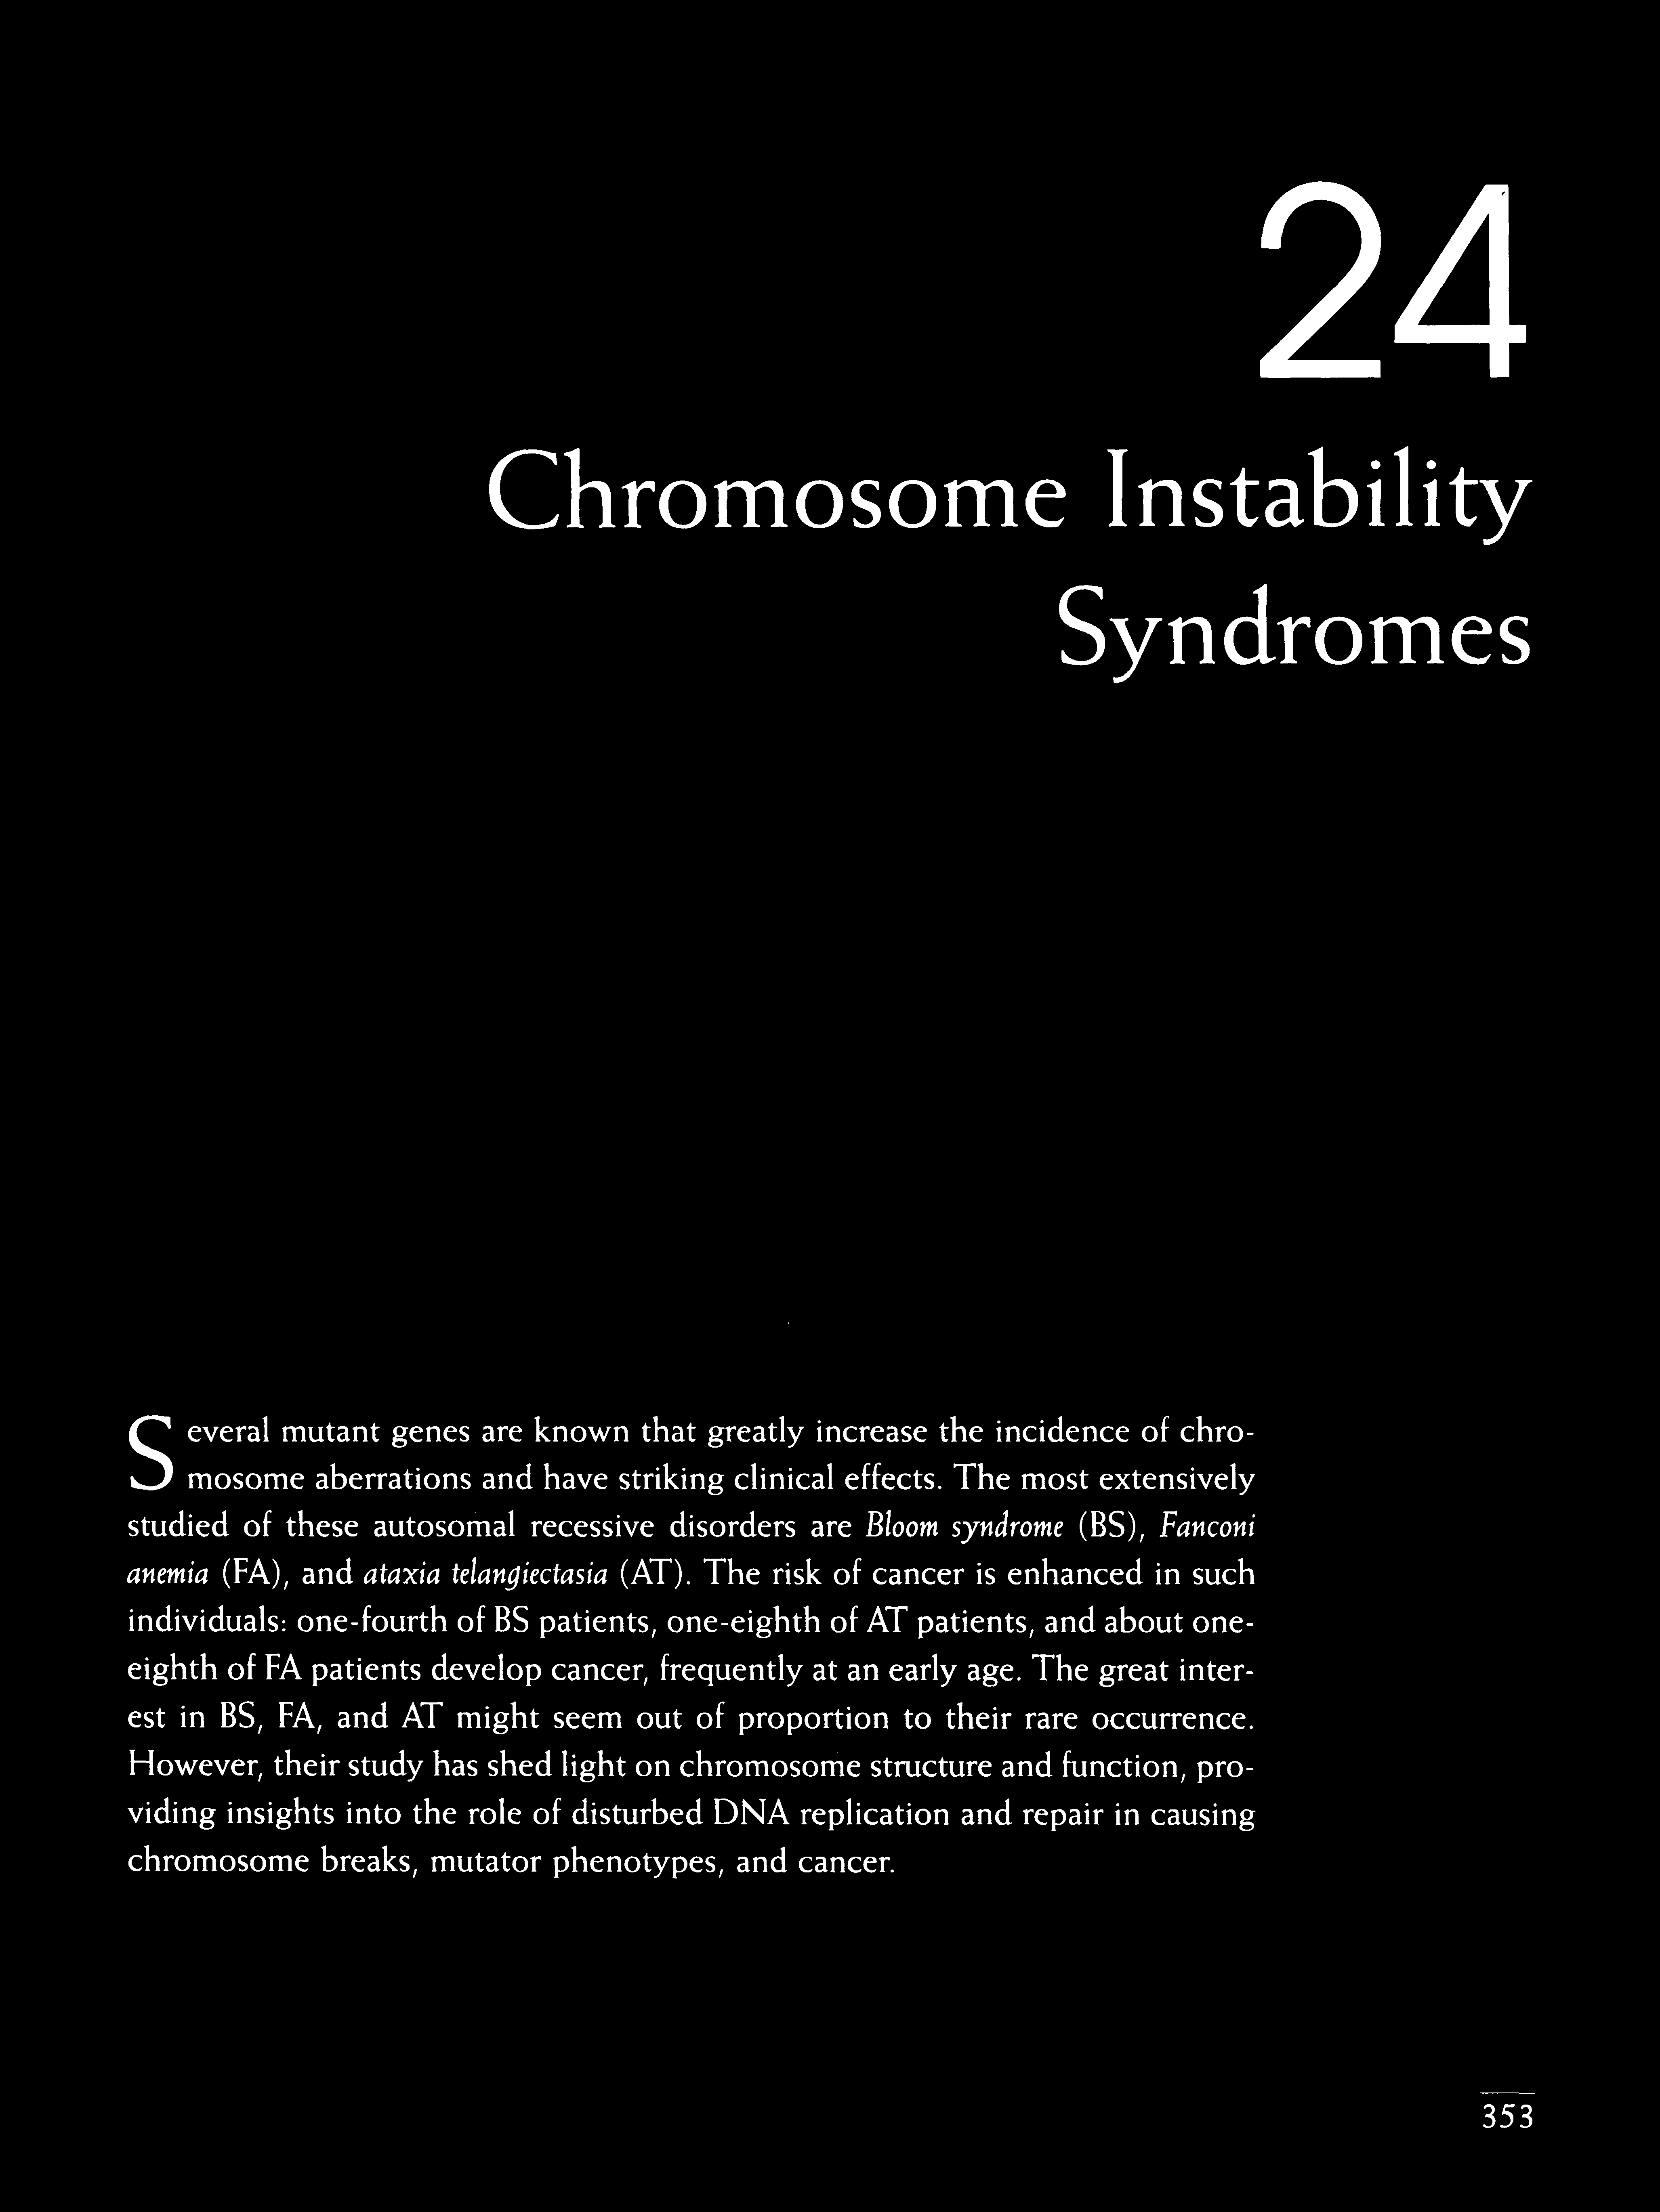 24
Chromosome Instability
Syndromes
Several mutant genes are known that greatly increase the incidence of chro-
mosome aberrations and have striking clinical effects. The most extensively
studied of these autosomal recessive disorders are Bloom syndrome (BS), Fanconi
anemia (FA), and ataxia telangiectasia (AT). The risk of cancer is enhanced in such
individuals: one-fourth of BS patients, one-eighth of AT patients, and about one-
eighth of FA patients develop cancer, frequently at an early age. The great inter-
est in BS, FA, and AT might seem out of proportion to their rare occurrence.
However, their study has shed light on chromosome structure and function, pro-
viding insights into the role of disturbed DNA replication and repair in causing
chromosome breaks, mutator phenotypes, and cancer.
353